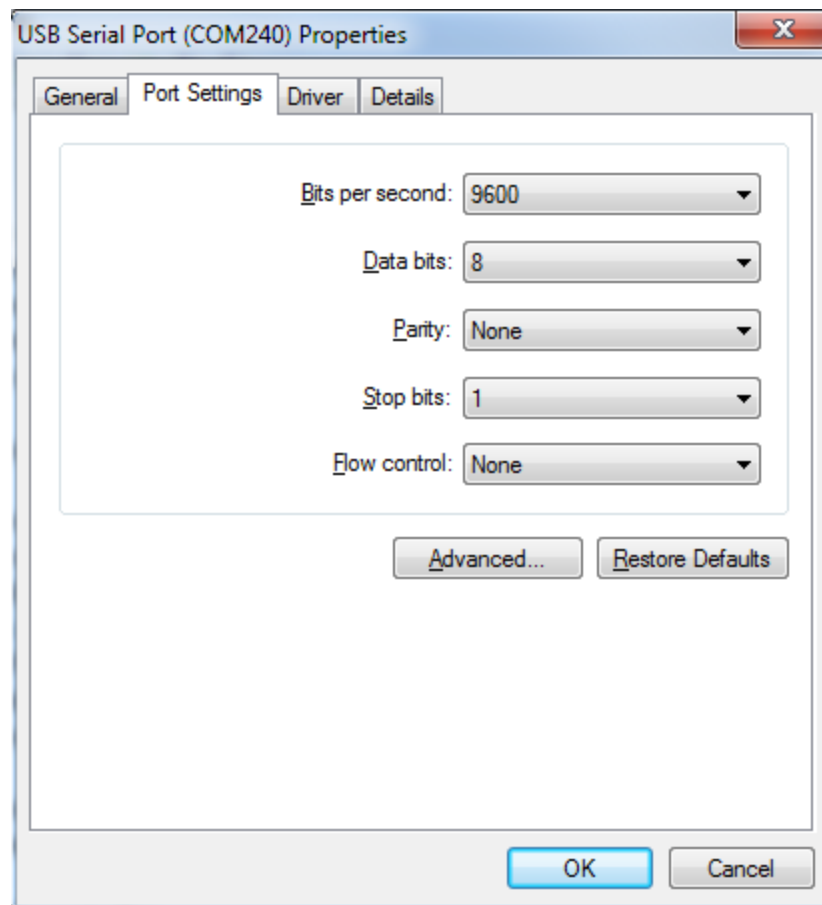 USB Serial Port (COM240) Properties
General Port Settings Driver Details
Bits per second: 9600
Data bits: 8
Parity: None
Stop bits: 1
Flow control: None
Advanced... Restore Defaults
OK Cancel